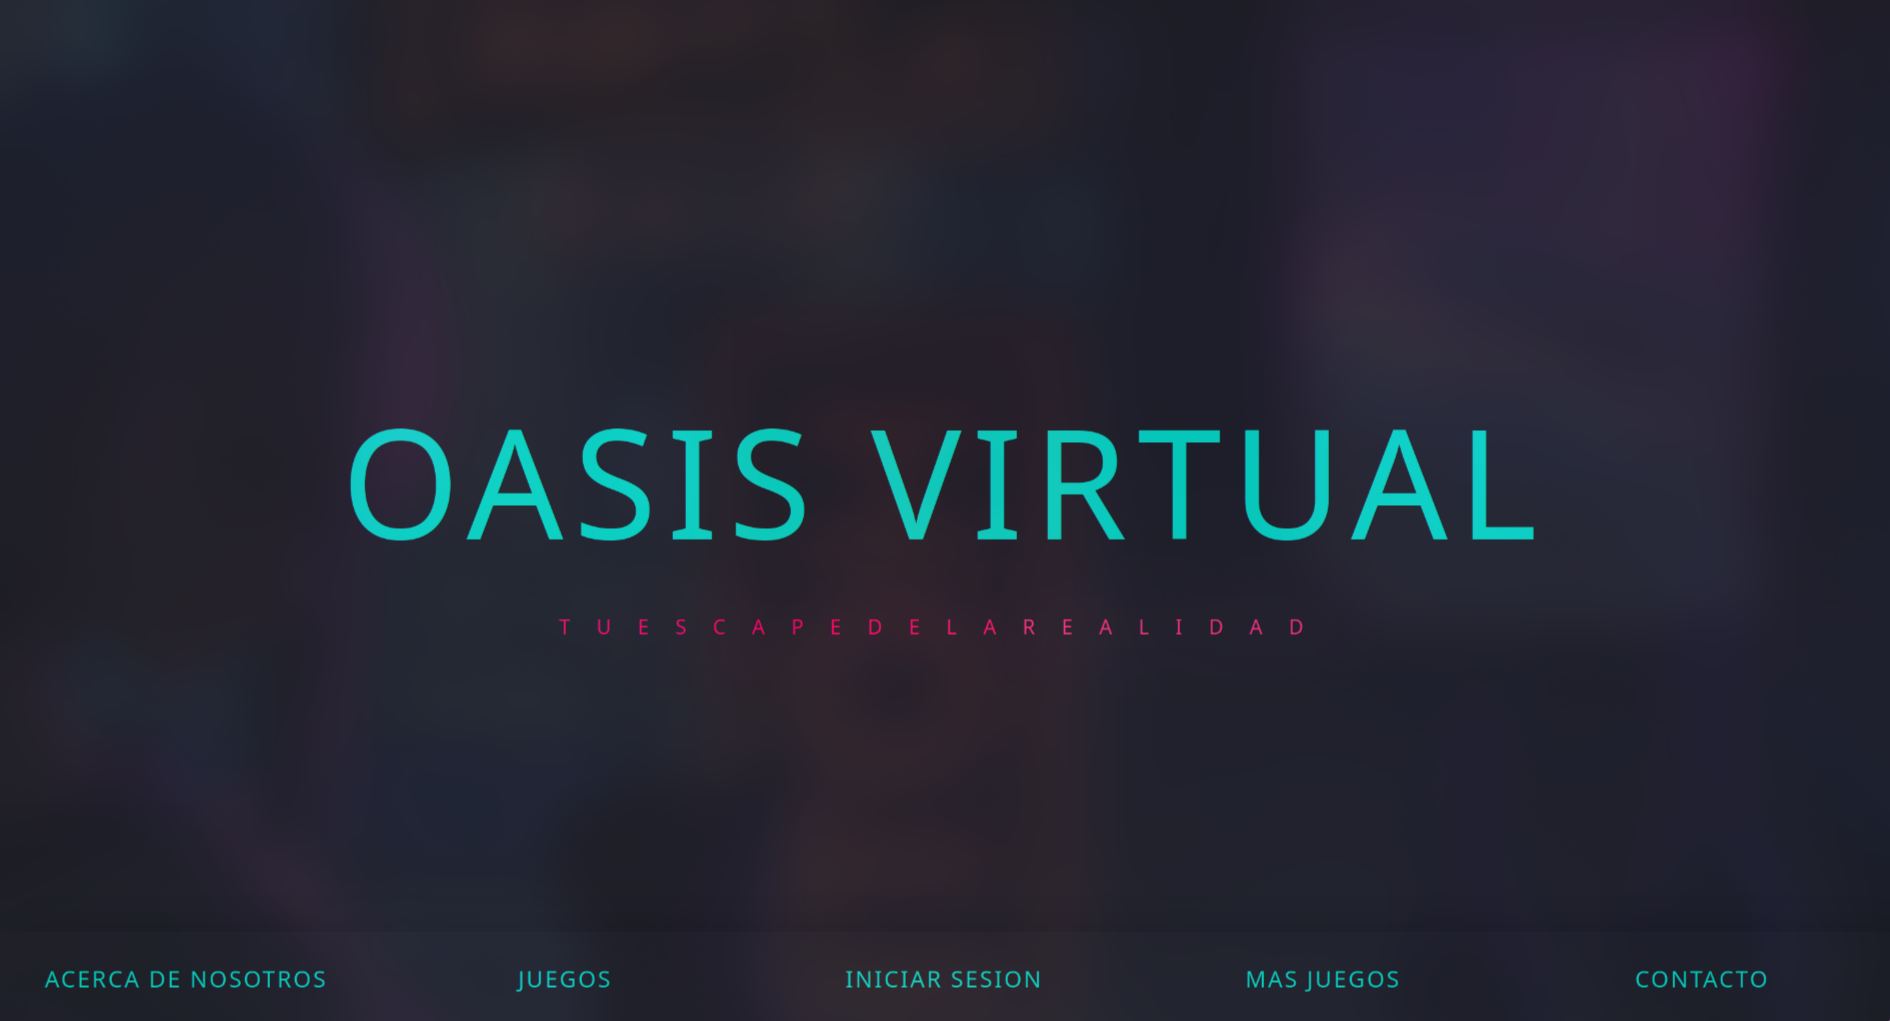 OASIS VIRTUAL
T U E S C A P E D E L A R E A L I D A D
ACERCA DE NOSOTROS JUEGOS INICIAR SESION MAS JUEGOS CONTACTO